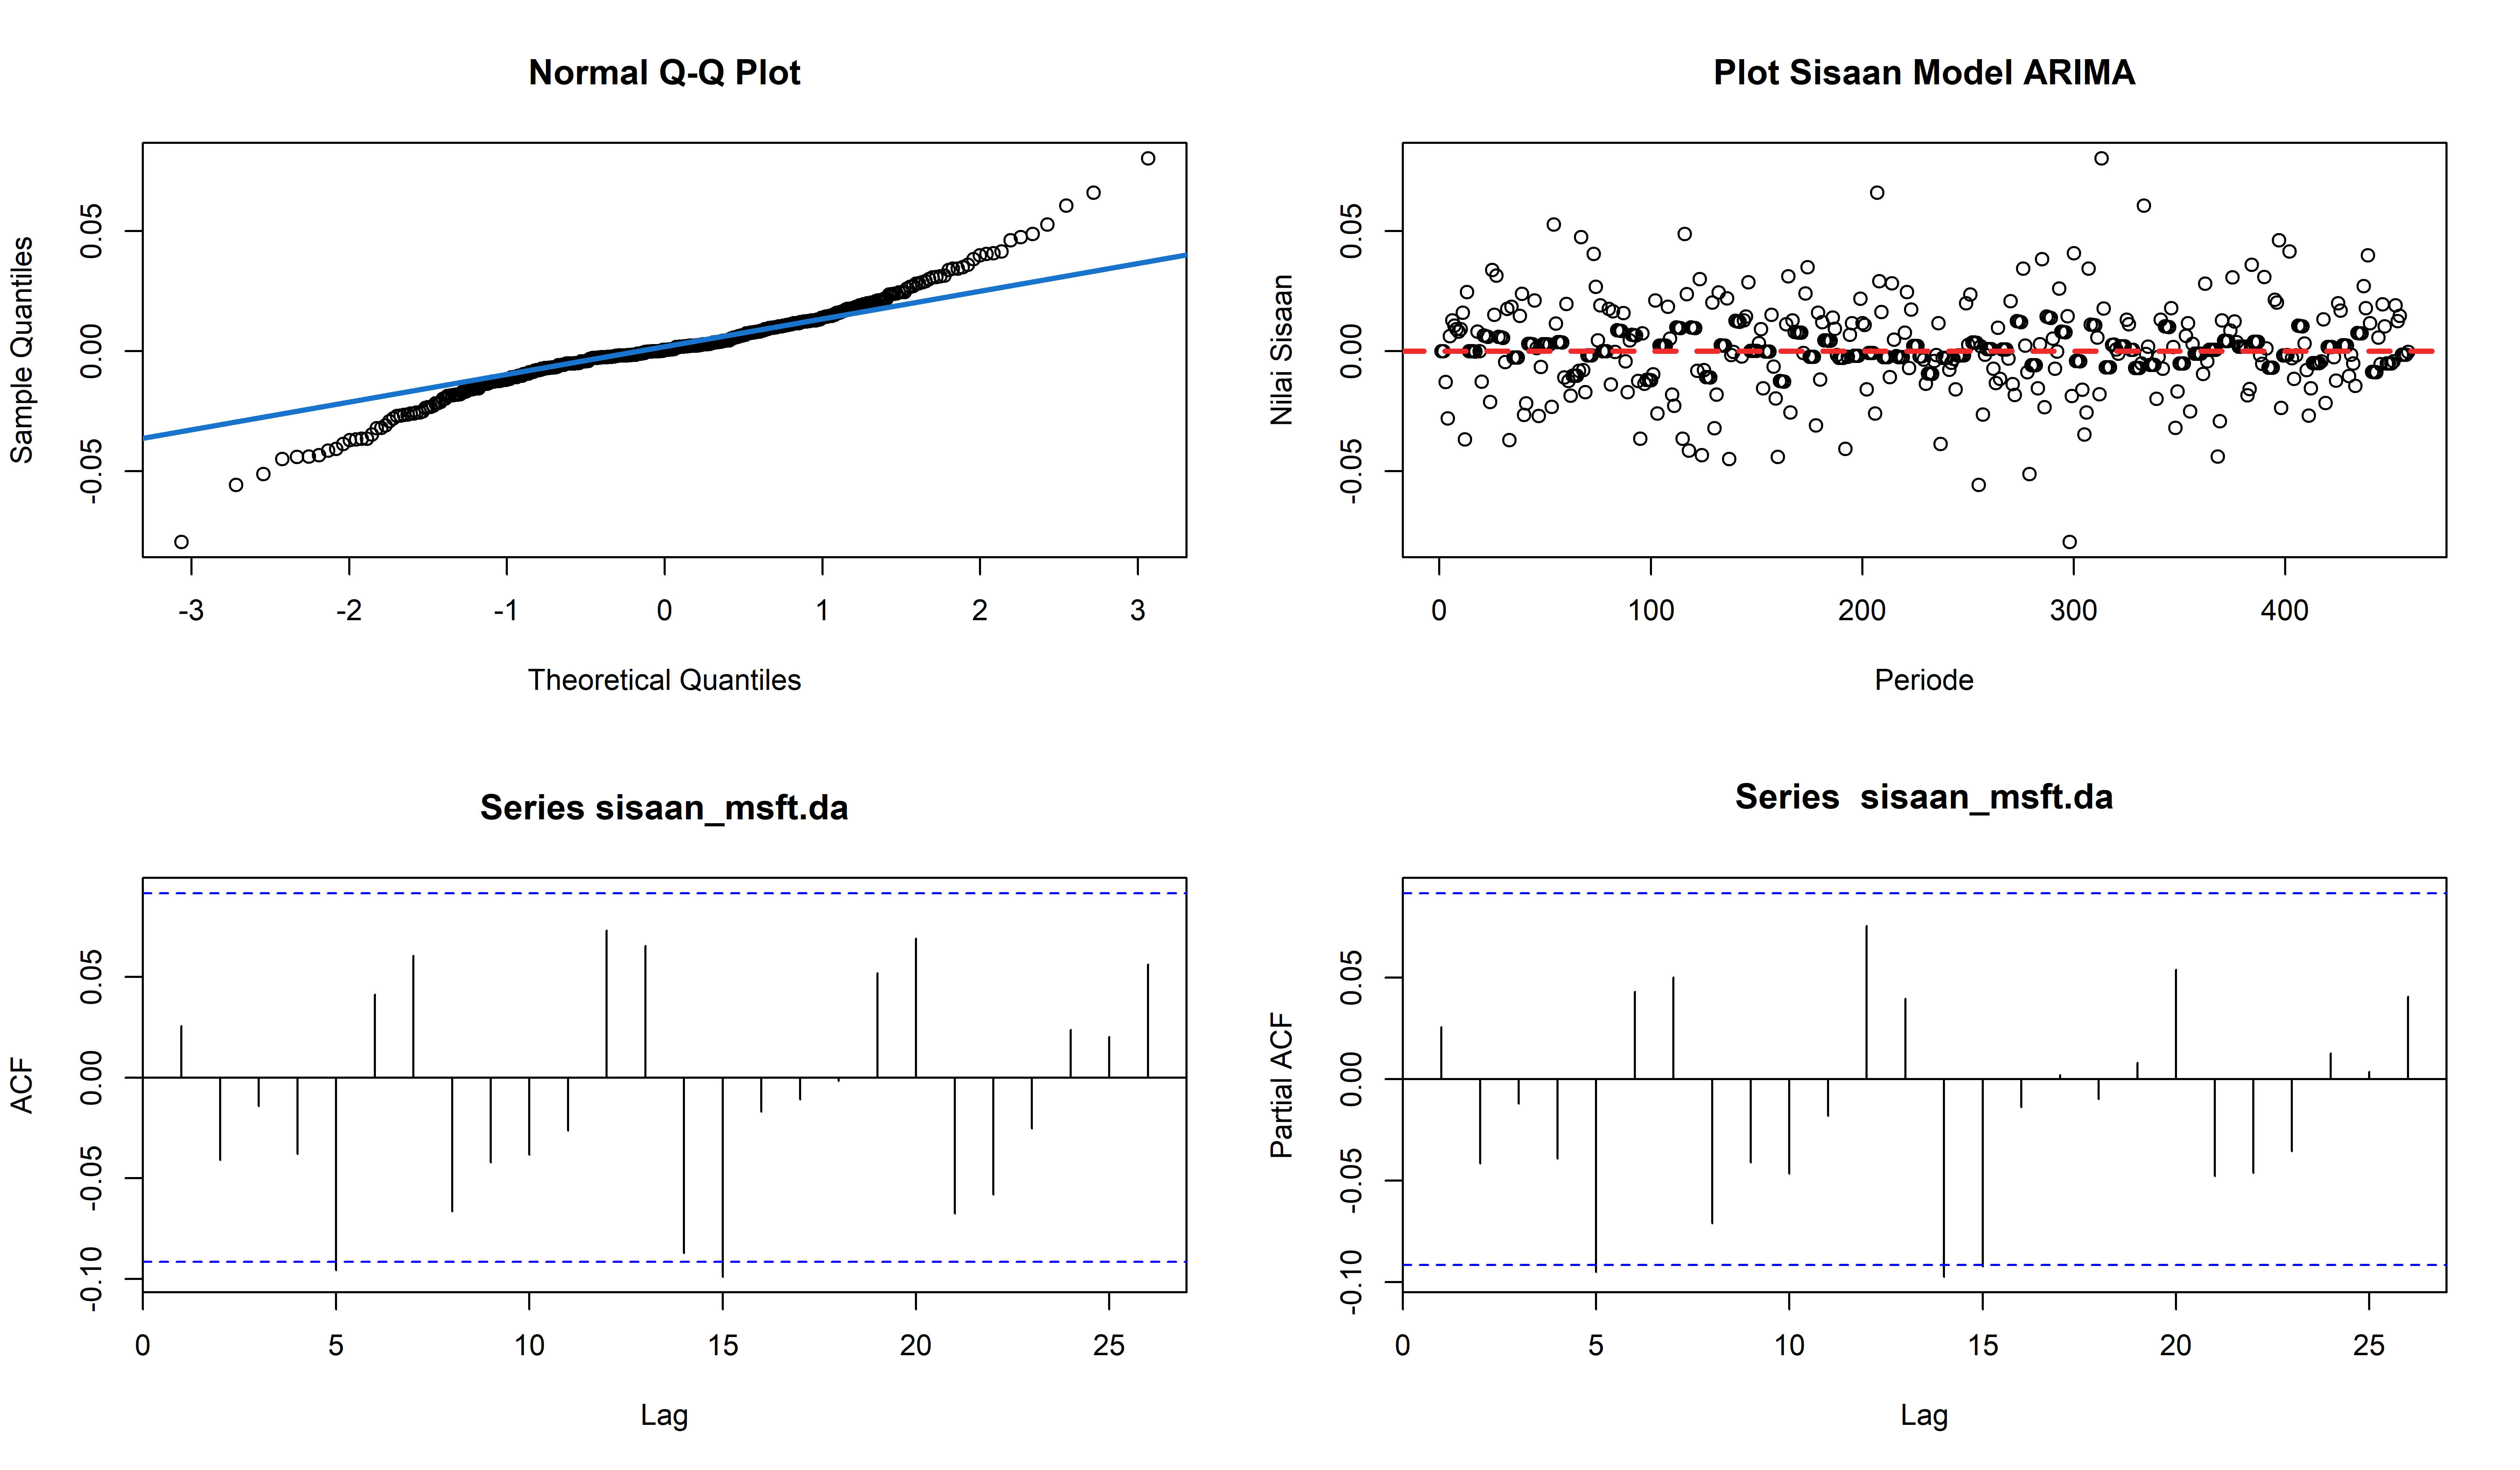 Normal Q-Q Plot
Sample Quantiles
0.05
0.00
-0.05
-3 -2 -1 0 1 2 3
Theoretical Quantiles
Plot Sisaan Model ARIMA
Nilai Sisaan
0.05
0.00
-0.05
0 100 200 300 400
Periode
Series sisaan_msft.da
ACF
0.05
0.00
-0.05
-0.10
0 5 10 15 20 25
Lag
Series  sisaan_msft.da
Partial ACF
0.05
0.00
-0.05
-0.10
0 5 10 15 20 25
Lag